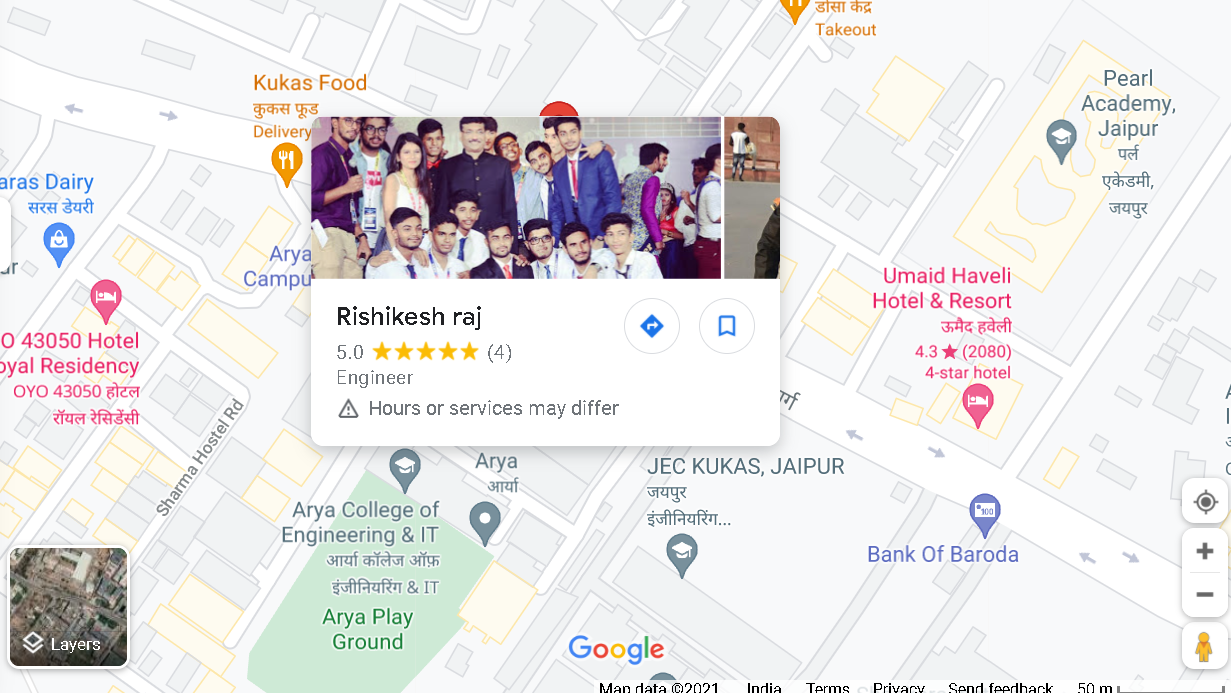 डोसा केंद्र
Takeout
Kukas Food
कुकस फूड
Delivery
Pearl
Academy,
Jaipur
पर्ल
एकेडमी,
जयपुर
aras Dairy
सरस डेयरी
Arya
Campu
Umaid Haveli
Hotel & Resort
ऊमैद हवेली
4.3 ★ (2080)
4-star hotel
O 43050 Hotel
oyal Residency
OYO 43050 होटल
रॉयल रेसिडेंसी
Rishikesh raj
5.0 ★★★★★ (4)
Engineer
Hours or services may differ
Sharma Hostel Rd
Arya
आर्या
JEC KUKAS, JAIPUR
जयपुर
इंजीनियरिंग...
Arya College of
Engineering & IT
आर्या कॉलेज ऑफ़
इंजीनियरिंग & IT
100
Bank Of Baroda
Arya Play
Ground
Layers
Google
Map data ©2021 India Terms Privacy Send feedback 50 m